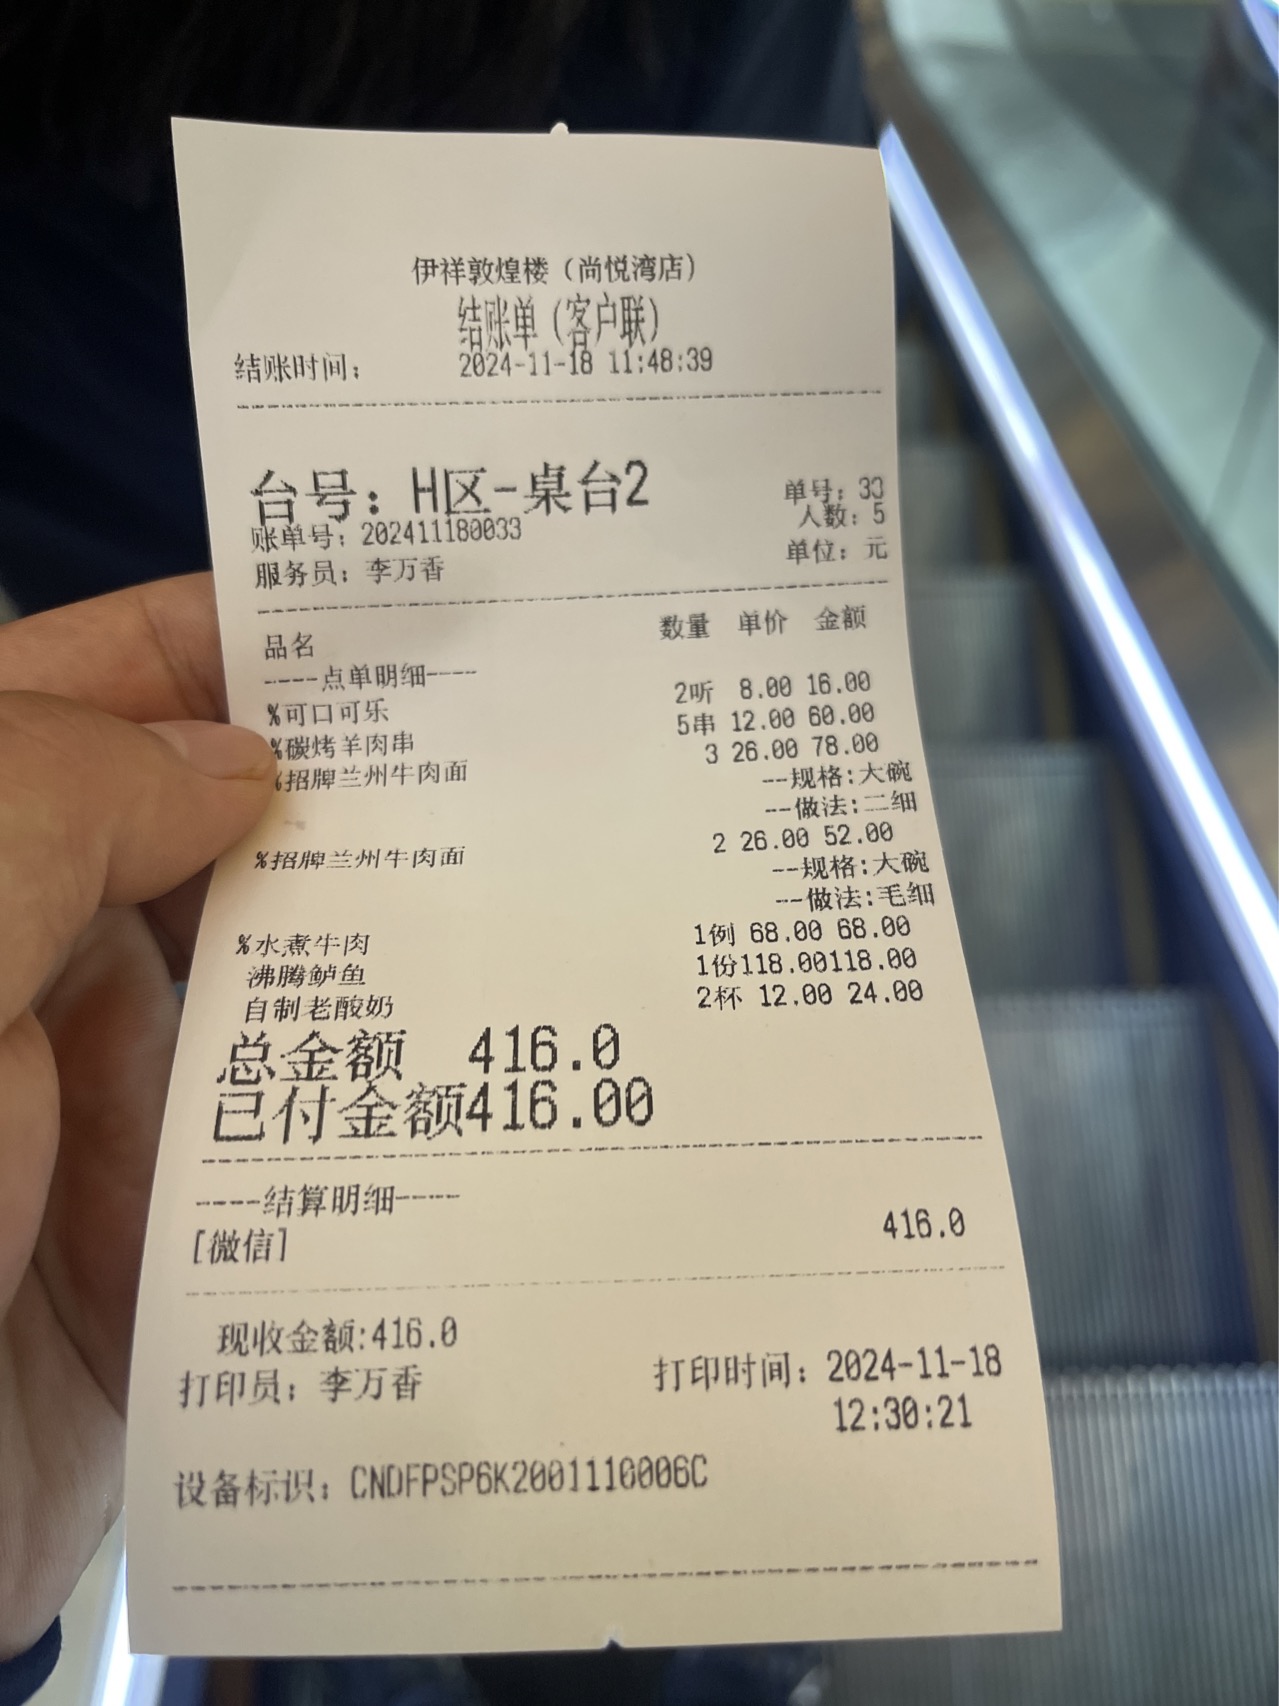 伊祥敦煌楼（尚悦湾店）
结账单（客户联）
结账时间： 2024-11-18 11:48:39
台号：H区-桌台2 单号：33
账单号：202411180033 人数：5
服务员：李万香 单位：元
品名 数量 单价 金额
----点单明细----
%可口可乐 2听 8.00 16.00
%碳烤羊肉串 5串 12.00 60.00
%招牌兰州牛肉面 3 26.00 78.00
--规格:大碗
--做法:二细
%招牌兰州牛肉面 2 26.00 52.00
--规格:大碗
--做法:毛细
%水煮牛肉 1例 68.00 68.00
沸腾鲈鱼 1份118.00118.00
自制老酸奶 2杯 12.00 24.00
总金额 416.0
已付金额416.00
----结算明细----
[微信] 416.0
现收金额:416.0
打印员：李万香 打印时间：2024-11-18
12:30:21
设备标识：CNDFPSP6K2001110006C